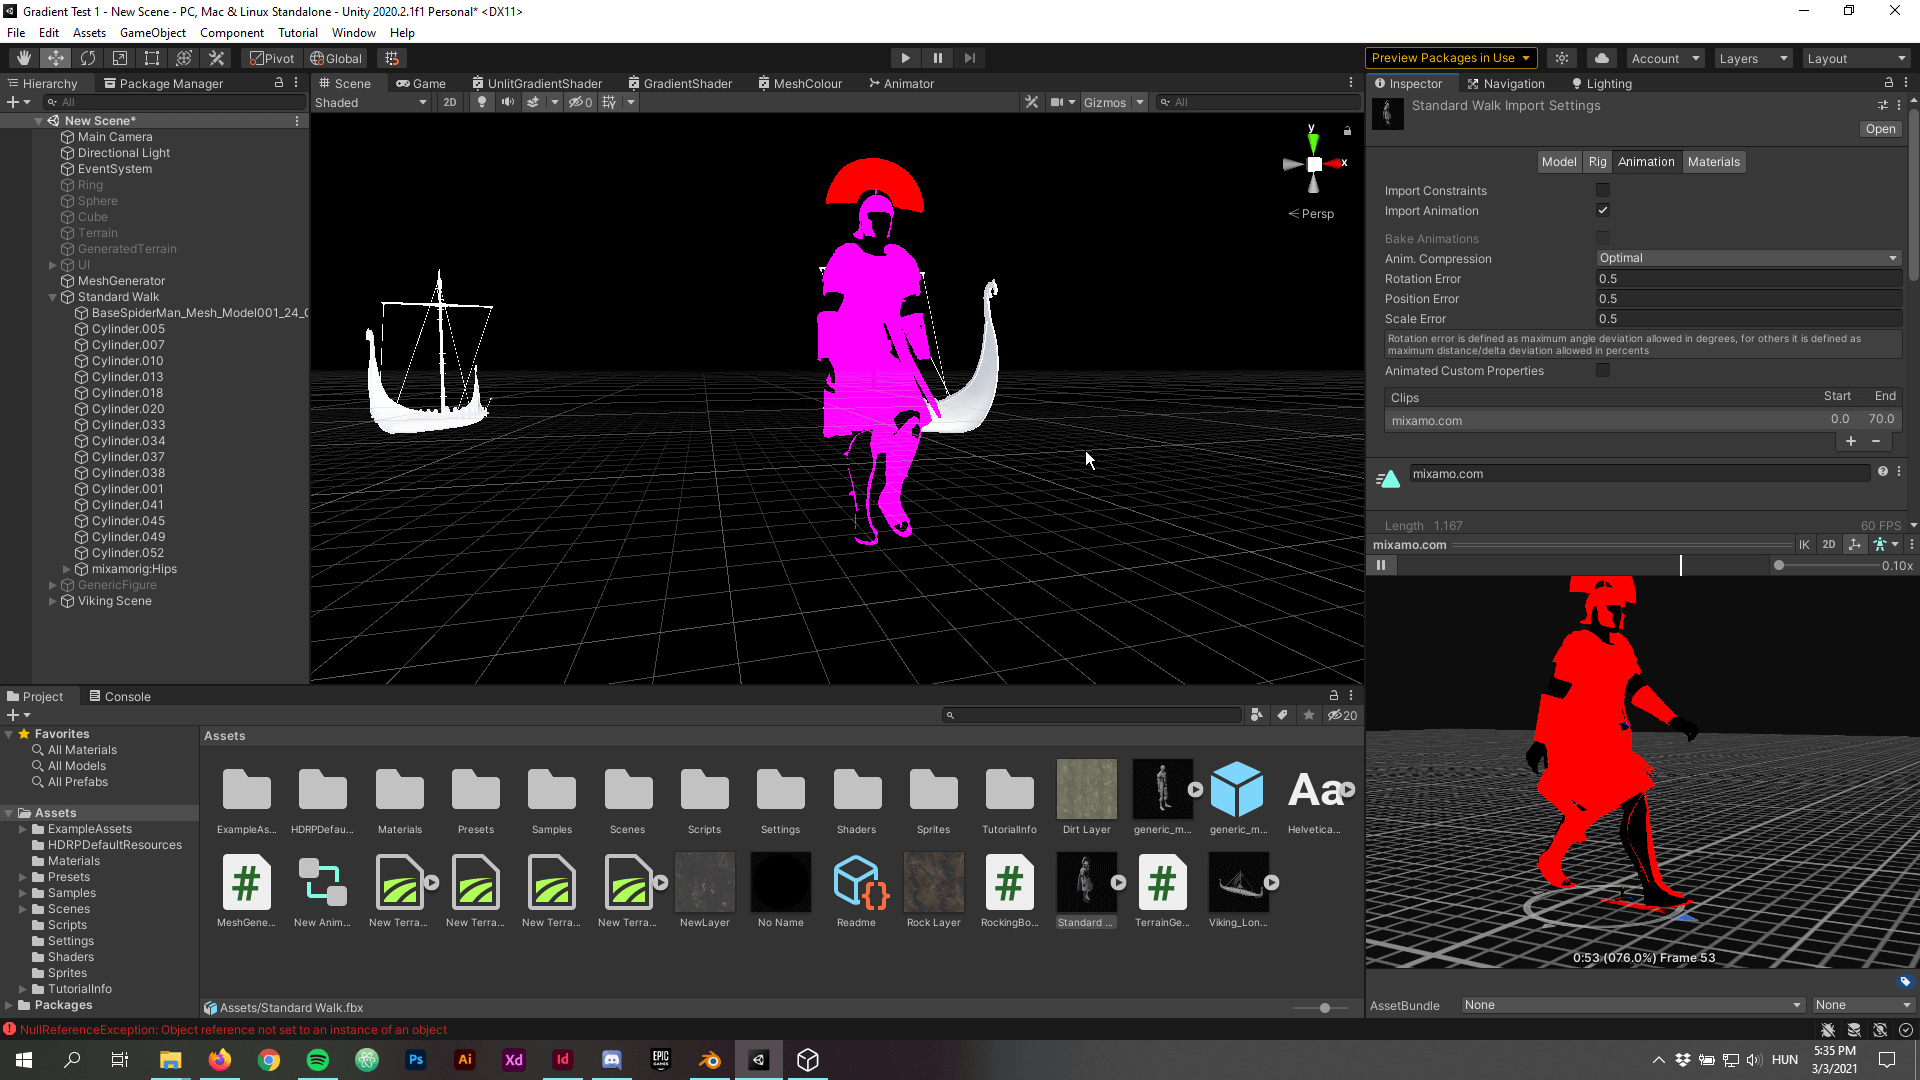 Gradient Test 1 - New Scene - PC, Mac & Linux Standalone - Unity 2020.2.1f1 Personal* <DX11>
File Edit Assets GameObject Component Tutorial Window Help
Pivot Global Preview Packages in Use Account Layers Layout
Hierarchy Package Manager
All
New Scene*
Main Camera
Directional Light
EventSystem
Ring
Sphere
Cube
Terrain
GeneratedTerrain
UI
MeshGenerator
Standard Walk
BaseSpiderMan_Mesh_Model001_24_
Cylinder.005
Cylinder.007
Cylinder.010
Cylinder.013
Cylinder.018
Cylinder.020
Cylinder.033
Cylinder.034
Cylinder.037
Cylinder.038
Cylinder.001
Cylinder.041
Cylinder.045
Cylinder.049
Cylinder.052
mixamorig:Hips
GenericFigure
Viking Scene
Scene Game UnlitGradientShader GradientShader MeshColour Animator
Shaded 2D 0 Gizmos All
y
x
Persp
Inspector Navigation Lighting
Standard Walk Import Settings
Open
Model Rig Animation Materials
Import Constraints
Import Animation
Bake Animations
Anim. Compression Optimal
Rotation Error 0.5
Position Error 0.5
Scale Error 0.5
Rotation error is defined as maximum angle deviation allowed in degrees, for others it is defined as
maximum distance/delta deviation allowed in percents
Animated Custom Properties
Clips Start End
mixamo.com 0.0 70.0
+ −
mixamo.com
Length 1.167 60 FPS
mixamo.com IK 2D
0.10x
0:53 (076.0%) Frame 53
AssetBundle None None
Project Console
20
Favorites
All Materials
All Models
All Prefabs
Assets
ExampleAssets
HDRPDefaultResources
Materials
Presets
Samples
Scenes
Scripts
Settings
Shaders
Sprites
TutorialInfo
Packages
Assets
Aa
ExampleAs... HDRPDefau... Materials Presets Samples Scenes Scripts Settings Shaders Sprites TutorialInfo Dirt Layer generic_m... generic_m... Helvetica...
# {} # #
MeshGene... New Anim... New Terra... New Terra... New Terra... New Terra... NewLayer No Name Readme Rock Layer RockingBo... Standard ... TerrainGe... Viking_Lon...
Assets/Standard Walk.fbx
NullReferenceException: Object reference not set to an instance of an object
Ps Ai Xd Id EPIC GAMES HUN 5:35 PM
3/3/2021